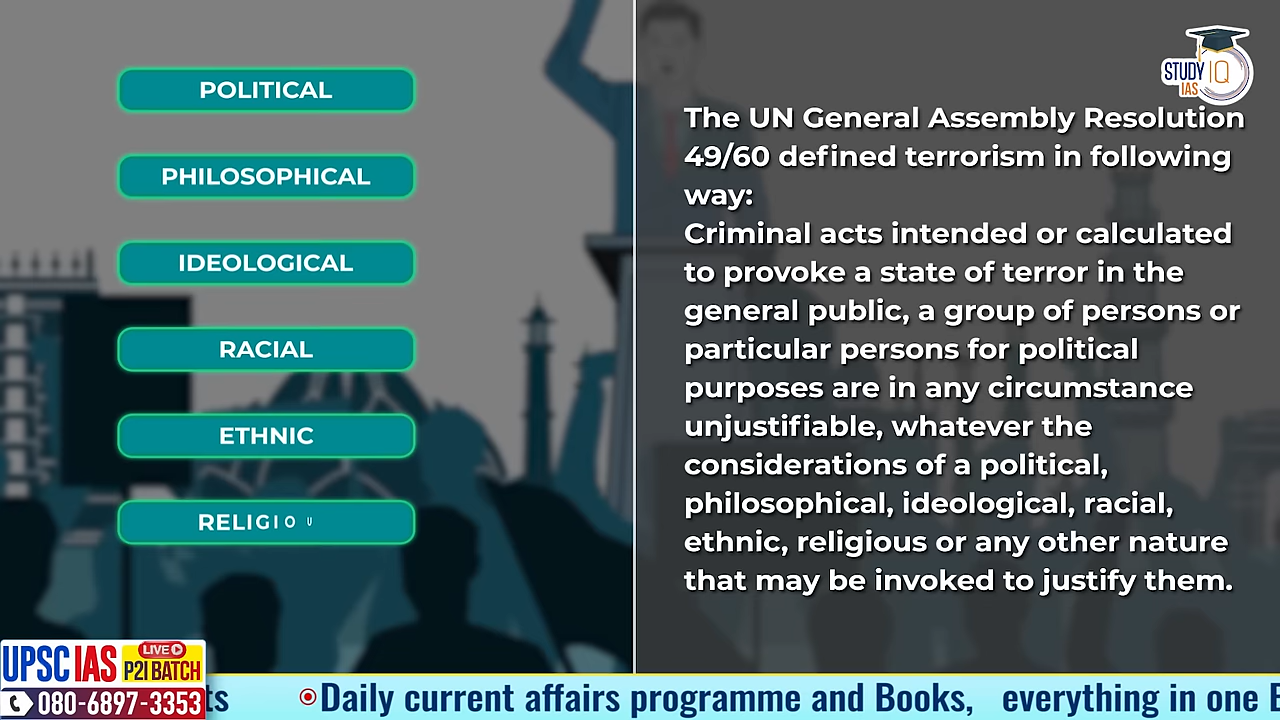 POLITICAL
PHILOSOPHICAL
IDEOLOGICAL
RACIAL
ETHNIC
RELIGIOU
STUDY IQ
IAS
The UN General Assembly Resolution
49/60 defined terrorism in following
way:
Criminal acts intended or calculated
to provoke a state of terror in the
general public, a group of persons or
particular persons for political
purposes are in any circumstance
unjustifiable, whatever the
considerations of a political,
philosophical, ideological, racial,
ethnic, religious or any other nature
that may be invoked to justify them.
UPSC IAS LIVE
P2I BATCH
080-6897-3353
ts Daily current affairs programme and Books, everything in one